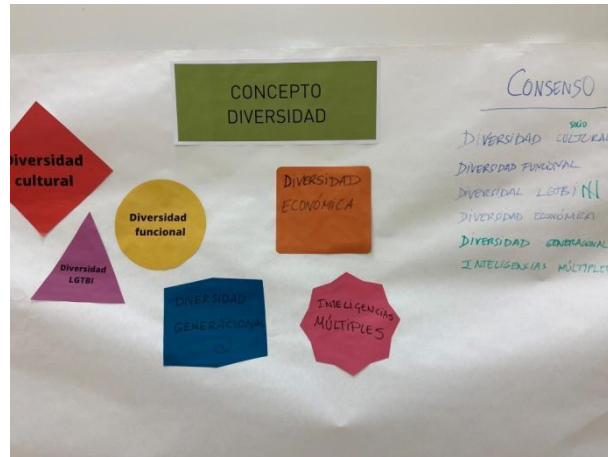 CONCEPTO
DIVERSIDAD
Diversidad
cultural
Diversidad
funcional
Diversidad
LGTBI
DIVERSIDAD
ECONÓMICA
DIVERSIDAD
GENERACIONAL
INTELIGENCIAS
MÚLTIPLES
CONSENSO
SOCIO
DIVERSIDAD CULTURAL
DIVERSIDAD FUNCIONAL
DIVERSIDAD LGTBI
DIVERSIDAD ECONÓMICA
DIVERSIDAD GENERACIONAL
INTELIGENCIAS MÚLTIPLES